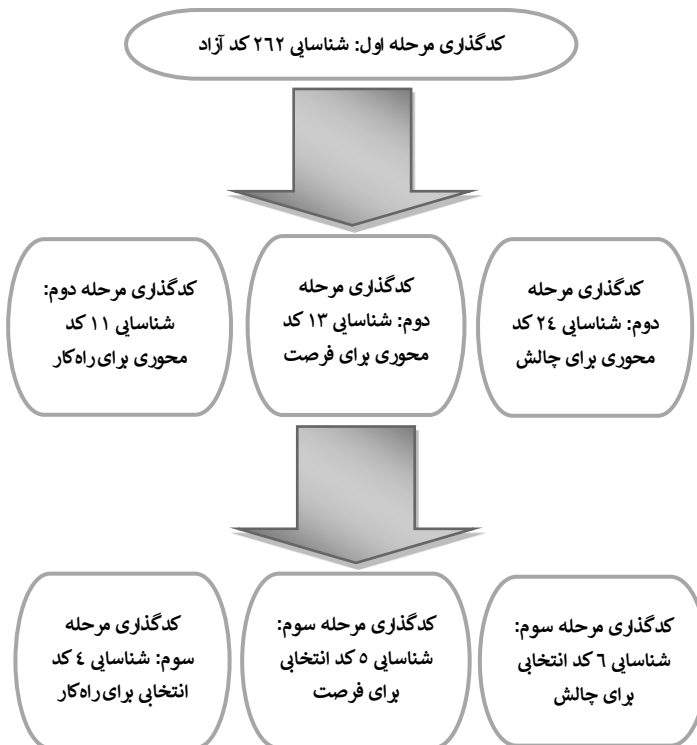 کدگذاری مرحله اول: شناسایی ۲۶۲ کد آزاد
کدگذاری مرحله
دوم: شناسایی ۲٤ کد
محوری برای چالش
کدگذاری مرحله
دوم: شناسایی ۱۳ کد
محوری برای فرصت
کدگذاری مرحله دوم:
شناسایی ۱۱ کد
محوری برای راه‌کار
کدگذاری مرحله سوم:
شناسایی ٦ کد انتخابی
برای چالش
کدگذاری مرحله سوم:
شناسایی ٥ کد انتخابی
برای فرصت
کدگذاری مرحله
سوم: شناسایی ٤ کد
انتخابی برای راه‌کار